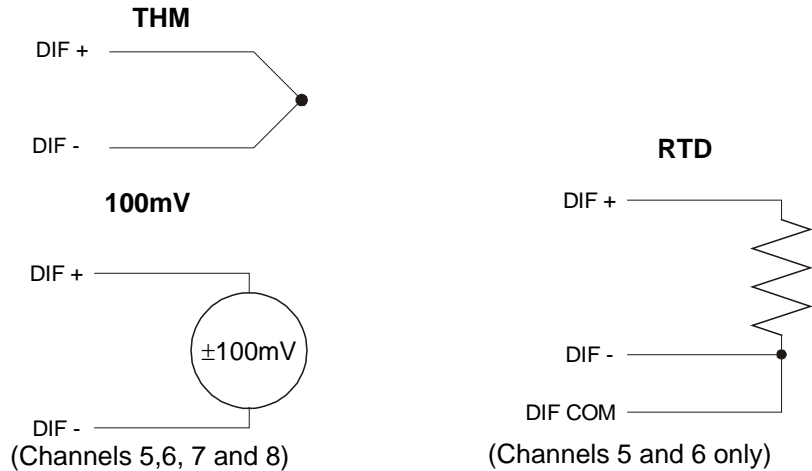 THM
DIF +
DIF -
100mV
DIF +
±100mV
DIF -
(Channels 5,6, 7 and 8)
RTD
DIF +
DIF -
DIF COM
(Channels 5 and 6 only)